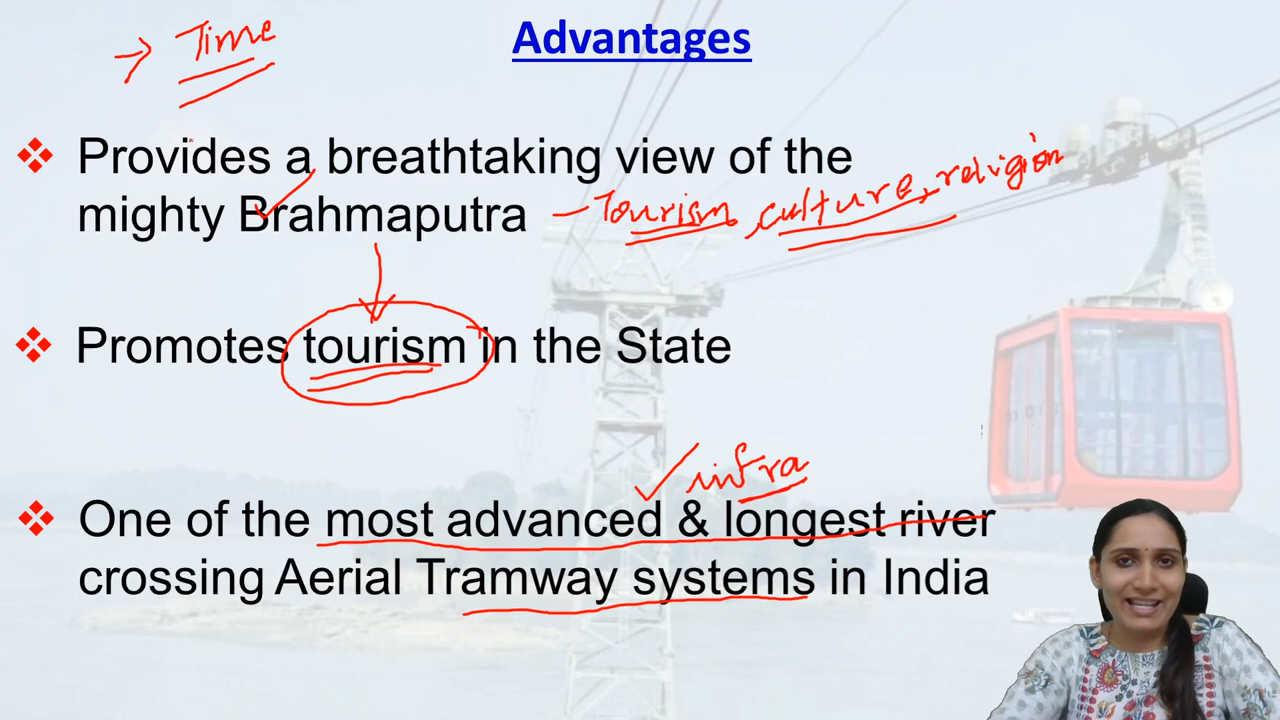 Advantages
→ Time
❖ Provides a breathtaking view of the
mighty Brahmaputra – Tourism, culture, religion
❖ Promotes tourism in the State
✓ infra
❖ One of the most advanced & longest river
crossing Aerial Tramway systems in India